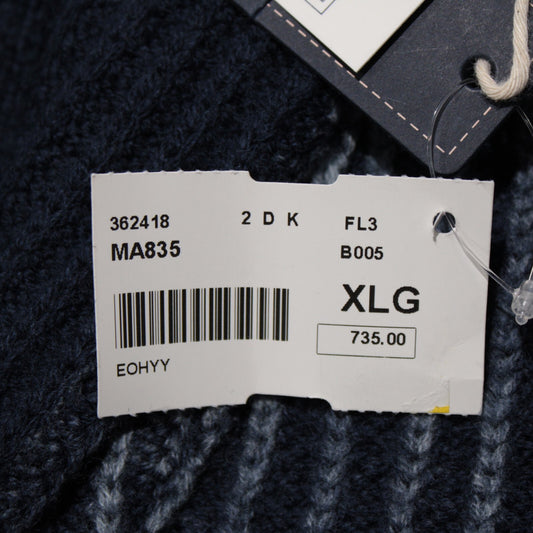 362418 2 D K FL3
MA835 B005
XLG
735.00
EOHYY